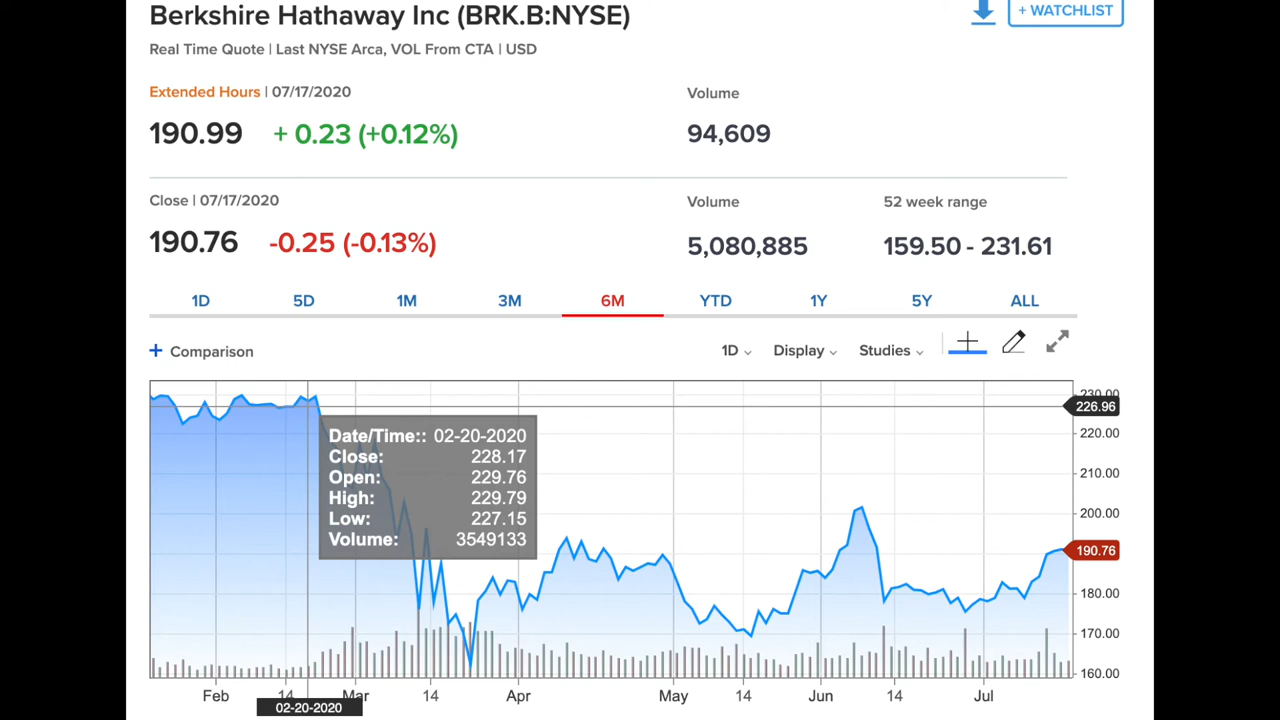 Berkshire Hathaway Inc (BRK.B:NYSE)
+ WATCHLIST
Real Time Quote | Last NYSE Arca, VOL From CTA | USD
Extended Hours | 07/17/2020
Volume
190.99 + 0.23 (+0.12%)
94,609
Close | 07/17/2020
Volume
52 week range
190.76 -0.25 (-0.13%)
5,080,885
159.50 - 231.61
1D 5D 1M 3M 6M YTD 1Y 5Y ALL
+ Comparison
1D Display Studies
230.00
226.96
220.00
210.00
200.00
190.76
180.00
170.00
160.00
Date/Time:: 02-20-2020
Close: 228.17
Open: 229.76
High: 229.79
Low: 227.15
Volume: 3549133
Feb 14 Mar 14 Apr May 14 Jun 14 Jul
02-20-2020